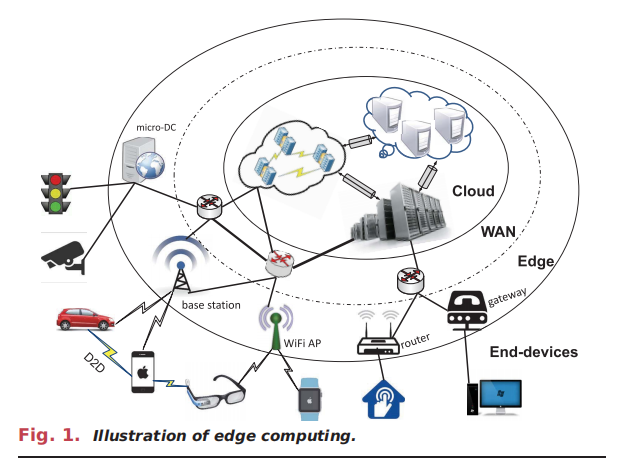 micro-DC
Cloud
WAN
Edge
base station
gateway
WiFi AP
router
D2D
End-devices
Fig. 1. Illustration of edge computing.